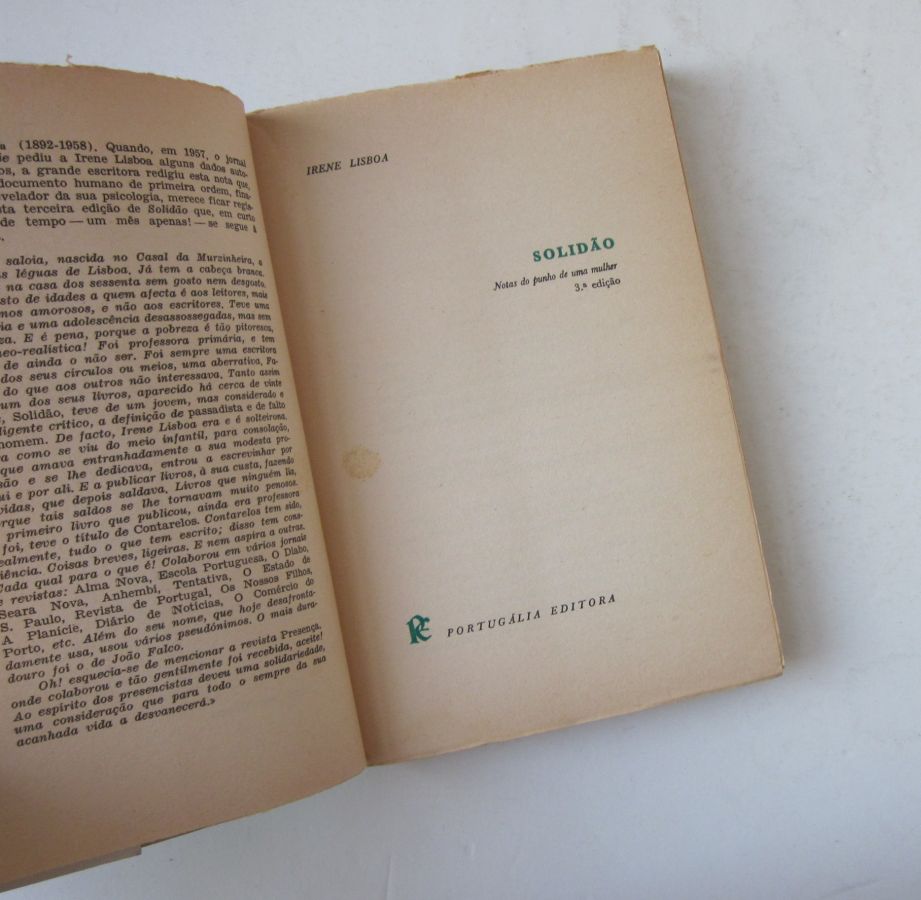 (1892-1958). Quando, em 1957, o jornal
pediu a Irene Lisboa alguns dados auto-
os, a grande escritora redigiu esta nota que,
documento humano de primeira ordem, fina-
velador da sua psicologia, merece ficar regis-
ta terceira edição de Solidão que, em curto
de tempo — um mês apenas! — se segue à
saloia, nascida no Casal da Murzinheira, a
s léguas de Lisboa. Já tem a cabeça branca.
na casa dos sessenta sem gosto nem desgosto.
sto de idades a quem afecta é aos leitores, mais
mos amorosos, e não aos escritores. Teve uma
ia e uma adolescência desassossegadas, mas sem
za. E é pena, porque a pobreza é tão pitoresca,
neo-realística! Foi professora primária, e tem
de ainda o não ser. Foi sempre uma escritora
dos seus círculos ou meios, uma aberrativa. Fa-
do que aos outros não interessava. Tanto assim
um dos seus livros, aparecido há cerca de vinte
, Solidão, teve de um jovem, mas considerado e
ligente crítico, a definição de passadista e de falto
homem. De facto, Irene Lisboa era e é solteirona.
ra como se viu do meio infantil, para consolação,
que amava entranhadamente a sua modesta pro-
são e se lhe dedicava, entrou a escrevinhar por
ui e por ali. E a publicar livros, à sua custa, fazendo
vidas, que depois saldava. Livros que ninguém lia,
rque tais saldos se lhe tornavam muito penosos.
primeiro livro que publicou, ainda era professora
foi, teve o título de Contarelos. Contarelos tem sido,
ealmente, tudo o que tem escrito; disso tem cons-
iência. Coisas breves, ligeiras. E nem aspira a outras.
Cada qual para o que é! Colaborou em vários jornais
e revistas: Alma Nova, Escola Portuguesa, O Diabo,
Seara Nova, Anhembi, Tentativa, O Estado de
S. Paulo, Revista de Portugal, Os Nossos Filhos,
A Planície, Diário de Notícias, O Comércio do
Porto, etc. Além do seu nome, que hoje desafronta-
damente usa, usou vários pseudónimos. O mais dura-
douro foi o de João Falco.
Oh! esquecia-se de mencionar a revista Presença,
onde colaborou e tão gentilmente foi recebida, aceite!
Ao espírito dos presencistas deveu uma solidariedade,
uma consideração que para todo o sempre da sua
acanhada vida a desvanecerá.»
IRENE LISBOA
SOLIDÃO
Notas do punho de uma mulher
3.ª edição
PE PORTUGÁLIA EDITORA